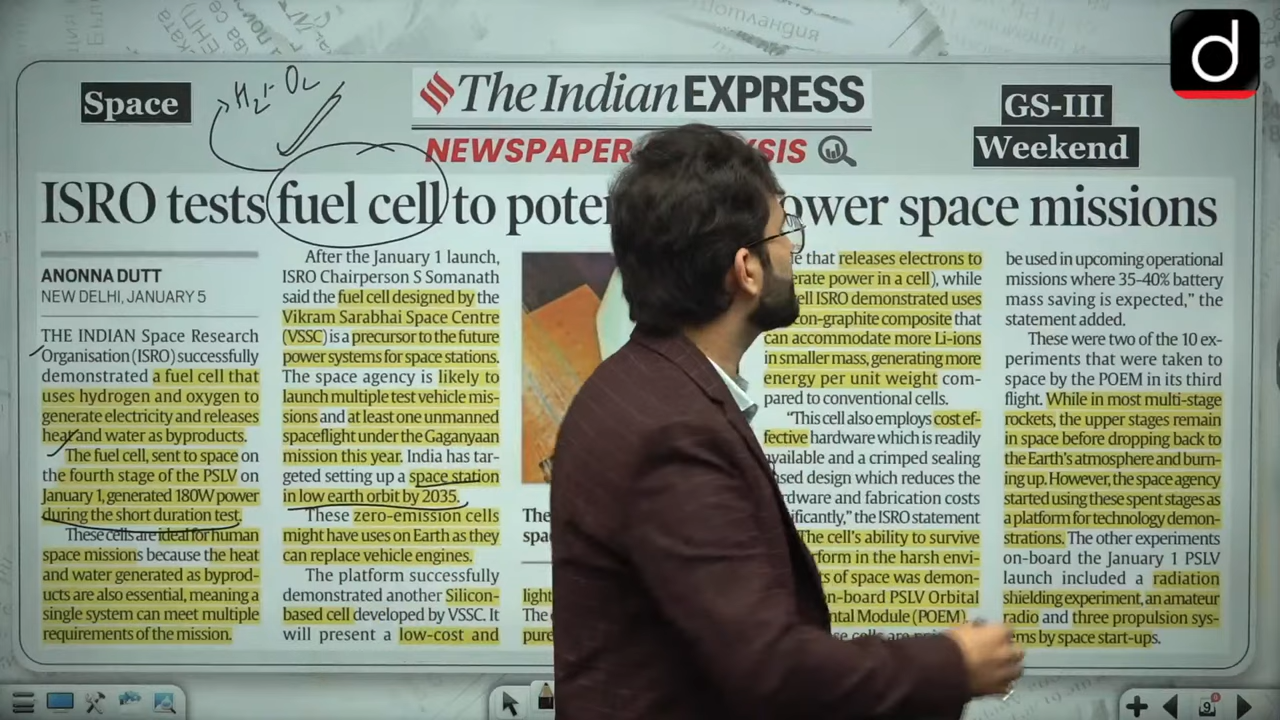 Space
H₂ + O₂
The Indian EXPRESS
NEWSPAPER ANALYSIS
GS-III
Weekend
d
ISRO tests fuel cell to power space missions
ANONNA DUTT
NEW DELHI, JANUARY 5
THE INDIAN Space Research
Organisation (ISRO) successfully
demonstrated a fuel cell that
uses hydrogen and oxygen to
generate electricity and releases
heat and water as byproducts.
The fuel cell, sent to space on
the fourth stage of the PSLV on
January 1, generated 180W power
during the short duration test.
These cells are ideal for human
space missions because the heat
and water generated as byprod-
ucts are also essential, meaning a
single system can meet multiple
requirements of the mission.
After the January 1 launch,
ISRO Chairperson S Somanath
said the fuel cell designed by the
Vikram Sarabhai Space Centre
(VSSC) is a precursor to the future
power systems for space stations.
The space agency is likely to
launch multiple test vehicle mis-
sions and at least one unmanned
spaceflight under the Gaganyaan
mission this year. India has tar-
geted setting up a space station
in low earth orbit by 2035.
These zero-emission cells
might have uses on Earth as they
can replace vehicle engines.
The platform successfully
demonstrated another Silicon-
based cell developed by VSSC. It
will present a low-cost and
The
light
The
pure
that releases electrons to
power in a cell), while
ISRO demonstrated uses
composite that
can accommodate more Li-ions
in smaller mass, generating more
energy per unit weight com-
pared to conventional cells.
"This cell also employs cost ef-
fective hardware which is readily
available and a crimped sealing
design which reduces the
and fabrication costs
the ISRO statement
The cell's ability to survive
in the harsh envi-
of space was demon-
PSLV Orbital
Module (POEM).
cells are
be used in upcoming operational
missions where 35-40% battery
mass saving is expected," the
statement added.
These were two of the 10 ex-
periments that were taken to
space by the POEM in its third
flight. While in most multi-stage
rockets, the upper stages remain
in space before dropping back to
the Earth's atmosphere and burn-
ing up. However, the space agency
started using these spent stages as
a platform for technology demon-
strations. The other experiments
on-board the January 1 PSLV
launch included a radiation
shielding experiment, an amateur
radio and three propulsion sys-
tems by space start-ups.
9